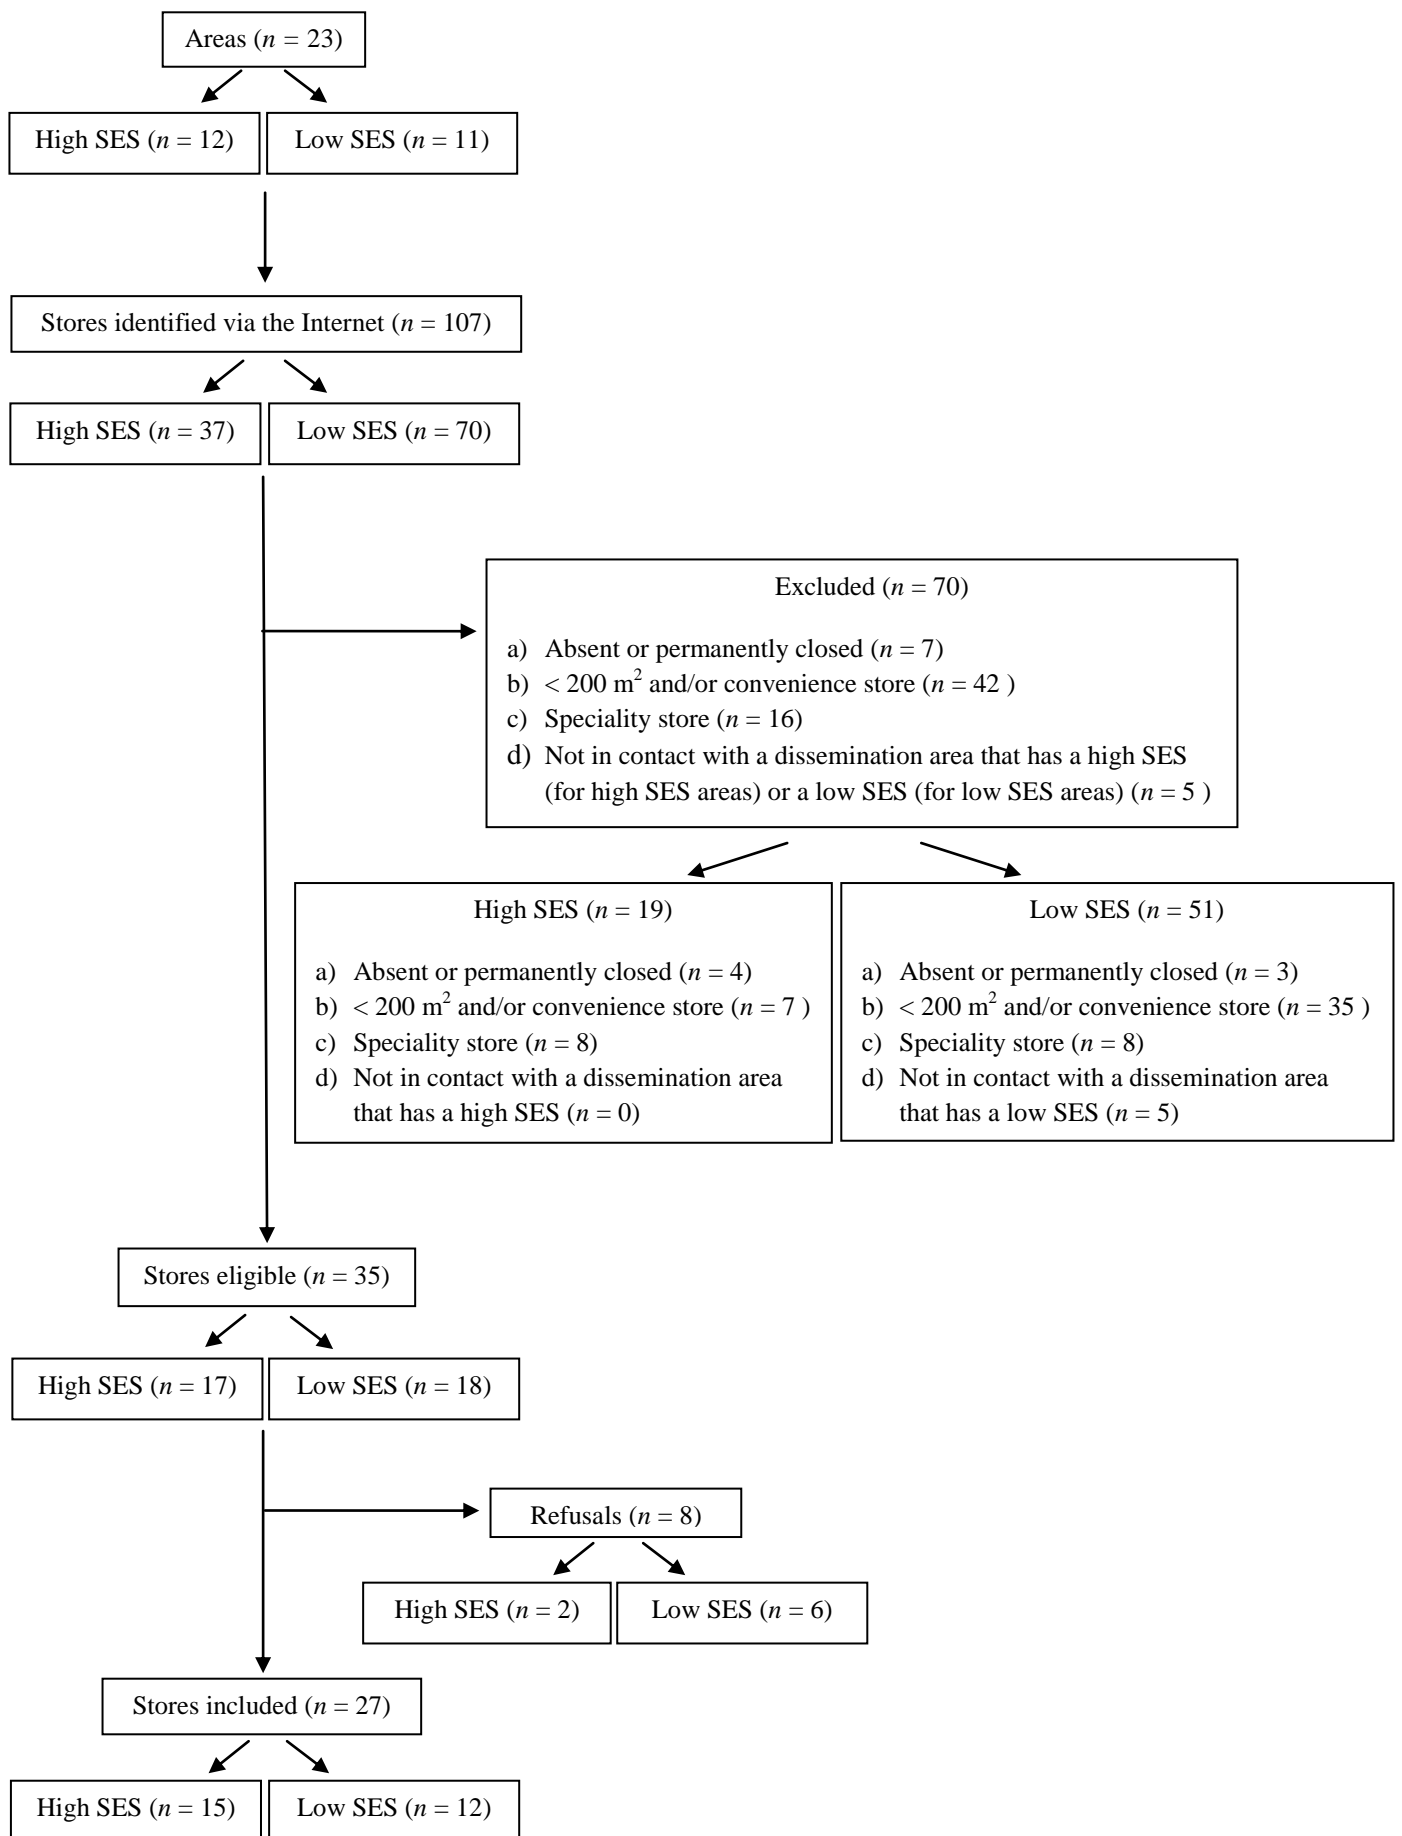 Areas (n = 23)
High SES (n = 12)
Low SES (n = 11)
Stores identified via the Internet (n = 107)
High SES (n = 37)
Low SES (n = 70)
Excluded (n = 70)
a) Absent or permanently closed (n = 7)
b) < 200 m² and/or convenience store (n = 42 )
c) Speciality store (n = 16)
d) Not in contact with a dissemination area that has a high SES
(for high SES areas) or a low SES (for low SES areas) (n = 5 )
High SES (n = 19)
a) Absent or permanently closed (n = 4)
b) < 200 m² and/or convenience store (n = 7 )
c) Speciality store (n = 8)
d) Not in contact with a dissemination area
that has a high SES (n = 0)
Low SES (n = 51)
a) Absent or permanently closed (n = 3)
b) < 200 m² and/or convenience store (n = 35 )
c) Speciality store (n = 8)
d) Not in contact with a dissemination area
that has a low SES (n = 5)
Stores eligible (n = 35)
High SES (n = 17)
Low SES (n = 18)
Refusals (n = 8)
High SES (n = 2)
Low SES (n = 6)
Stores included (n = 27)
High SES (n = 15)
Low SES (n = 12)